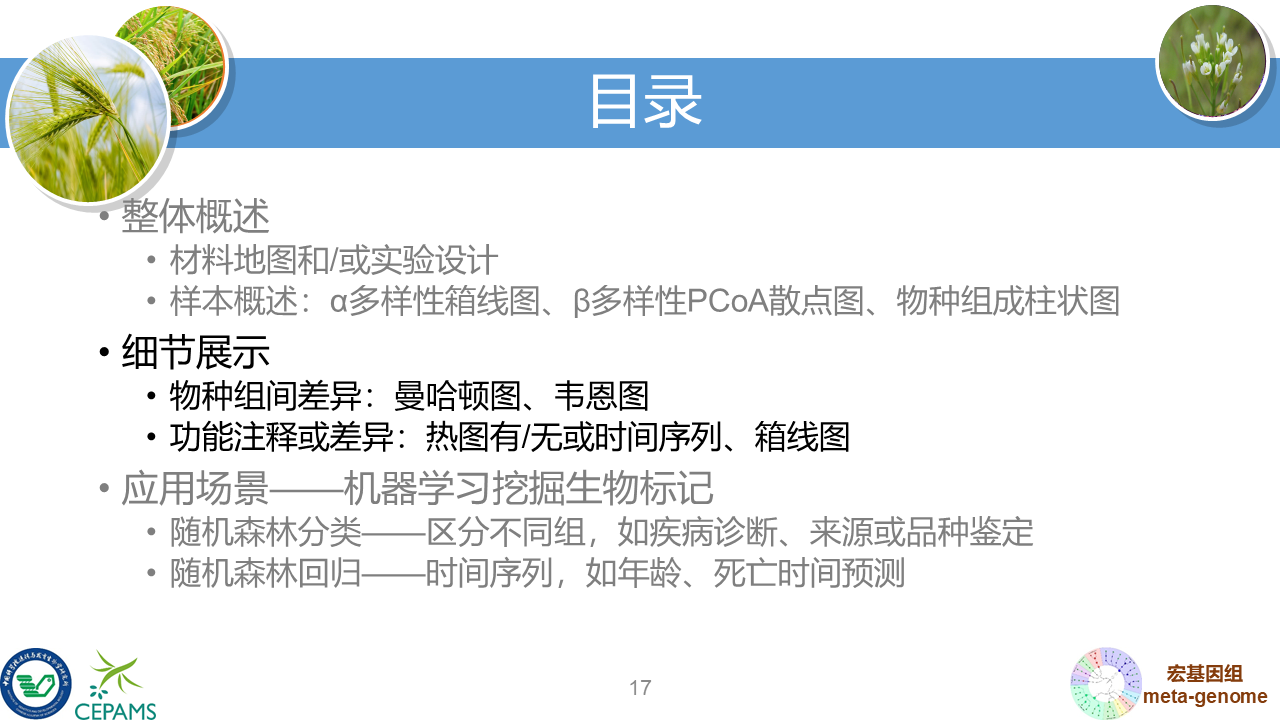 目录
• 整体概述
• 材料地图和/或实验设计
• 样本概述：α多样性箱线图、β多样性PCoA散点图、物种组成柱状图
• 细节展示
• 物种组间差异：曼哈顿图、韦恩图
• 功能注释或差异：热图有/无或时间序列、箱线图
• 应用场景——机器学习挖掘生物标记
• 随机森林分类——区分不同组，如疾病诊断、来源或品种鉴定
• 随机森林回归——时间序列，如年龄、死亡时间预测
CEPAMS
17
宏基因组
meta-genome